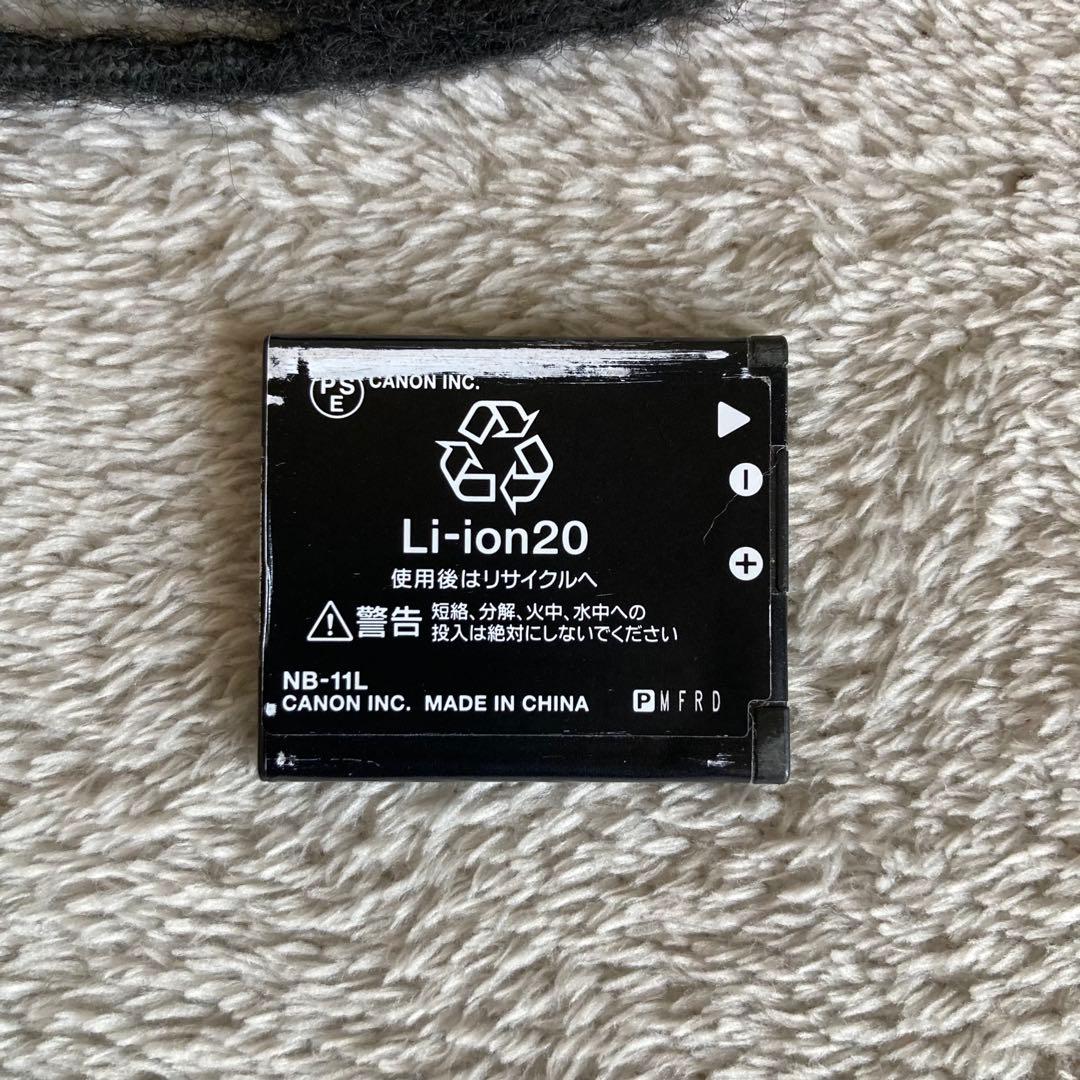 PSE CANON INC.
Li-ion20
使用後はリサイクルへ
警告 短絡、分解、火中、水中への
投入は絶対にしないでください
NB-11L
CANON INC. MADE IN CHINA P MFRD